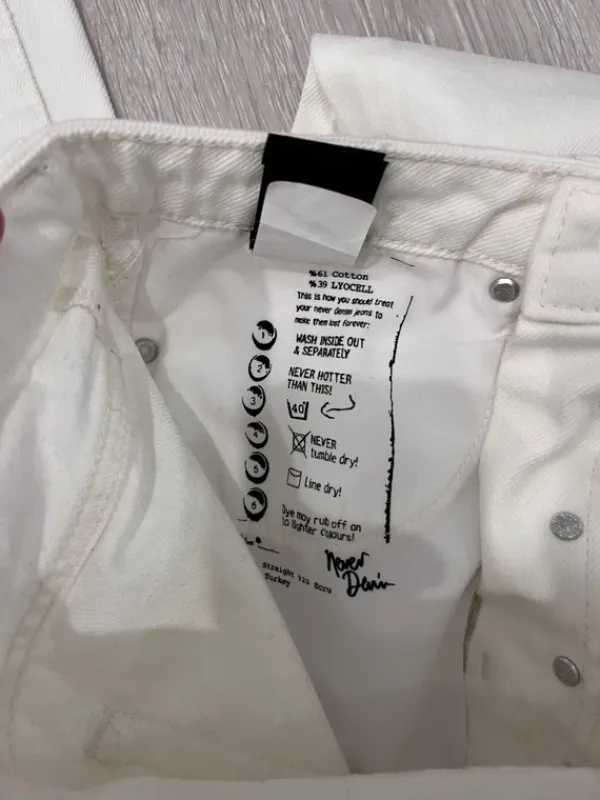 %61 Cotton
%39 LYOCELL
This is how you should treat
your never denim jeans to
make them last forever:
1
WASH INSIDE OUT
& SEPARATELY
2
NEVER HOTTER
THAN THIS!
3
40
4
NEVER
tumble dry!
5
Line dry!
6
Dye may rub off on
to lighter Colours!
Never
Denim
Straight 920 Ecru
Turkey